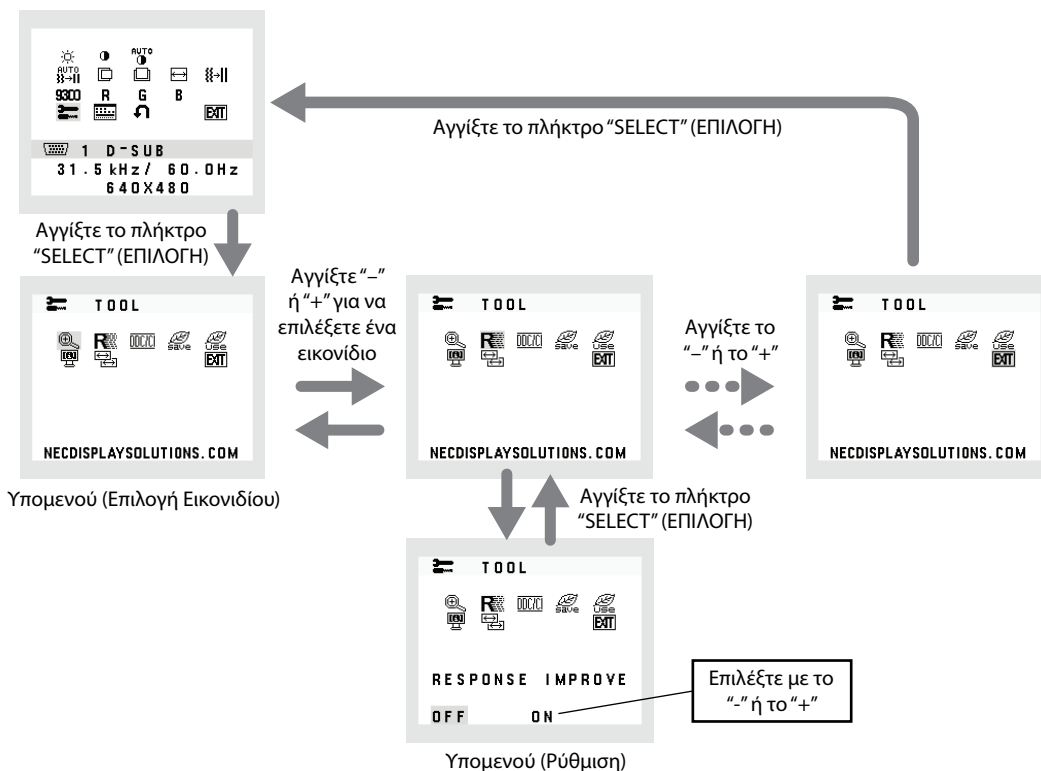 AUTO
AUTO
9300 R G B
EXIT
1 D-SUB
31.5 kHz/ 60.0Hz
640X480
Αγγίξτε το πλήκτρο “SELECT” (ΕΠΙΛΟΓΗ)
Αγγίξτε το πλήκτρο
“SELECT” (ΕΠΙΛΟΓΗ)
TOOL
R DDC/CI save use
EXIT
NECDISPLAYSOLUTIONS.COM
Υπομενού (Επιλογή Εικονιδίου)
Αγγίξτε “–”
ή “+” για να
επιλέξετε ένα
εικονίδιο
TOOL
R DDC/CI save use
EXIT
NECDISPLAYSOLUTIONS.COM
Αγγίξτε το
“–” ή το “+”
TOOL
R DDC/CI save use
EXIT
NECDISPLAYSOLUTIONS.COM
Αγγίξτε το πλήκτρο
“SELECT” (ΕΠΙΛΟΓΗ)
TOOL
R DDC/CI save use
EXIT
RESPONSE IMPROVE
OFF ON
Επιλέξτε με το
“-” ή το “+”
Υπομενού (Ρύθμιση)